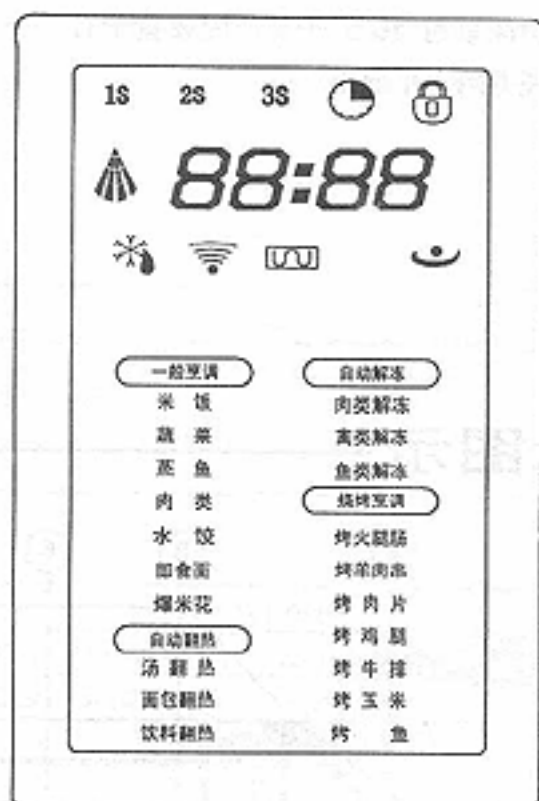 1S 2S 3S
88:88
一般烹调
米饭
蔬菜
蒸鱼
肉类
水饺
即食面
爆米花
自动翻热
汤翻热
面包翻热
饮料翻热
自动解冻
肉类解冻
禽类解冻
鱼类解冻
烧烤烹调
烤火腿肠
烤羊肉串
烤肉片
烤鸡腿
烤牛排
烤玉米
烤鱼